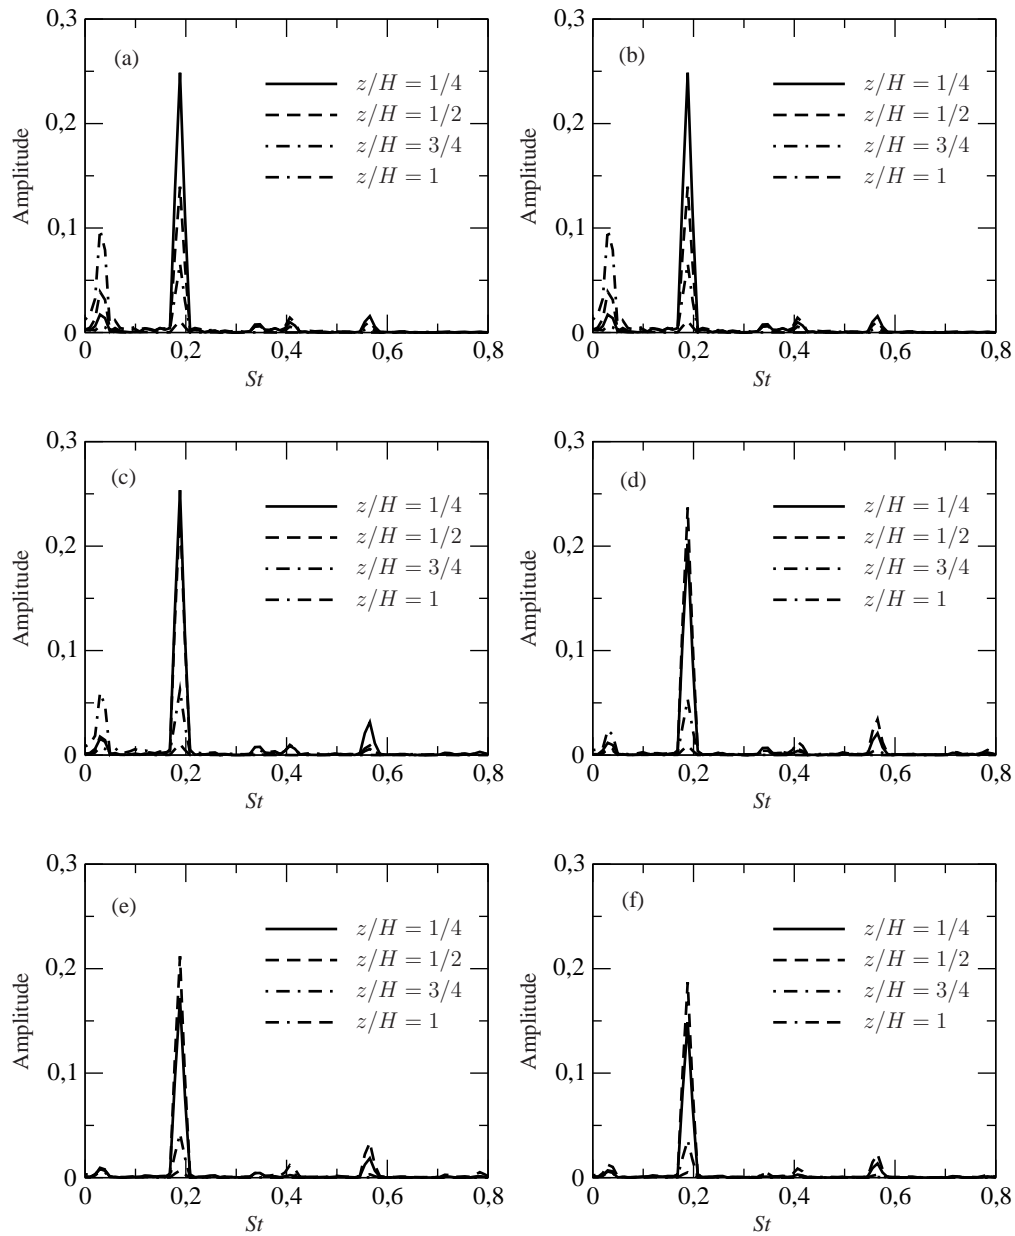 0,3
(a)
z/H = 1/4
z/H = 1/2
z/H = 3/4
z/H = 1
0,2
0,1
0
Amplitude
0 0,2 0,4 0,6 0,8
St
0,3
(b)
z/H = 1/4
z/H = 1/2
z/H = 3/4
z/H = 1
0,2
0,1
0
Amplitude
0 0,2 0,4 0,6 0,8
St
0,3
(c)
z/H = 1/4
z/H = 1/2
z/H = 3/4
z/H = 1
0,2
0,1
0
Amplitude
0 0,2 0,4 0,6 0,8
St
0,3
(d)
z/H = 1/4
z/H = 1/2
z/H = 3/4
z/H = 1
0,2
0,1
0
Amplitude
0 0,2 0,4 0,6 0,8
St
0,3
(e)
z/H = 1/4
z/H = 1/2
z/H = 3/4
z/H = 1
0,2
0,1
0
Amplitude
0 0,2 0,4 0,6 0,8
St
0,3
(f)
z/H = 1/4
z/H = 1/2
z/H = 3/4
z/H = 1
0,2
0,1
0
Amplitude
0 0,2 0,4 0,6 0,8
St